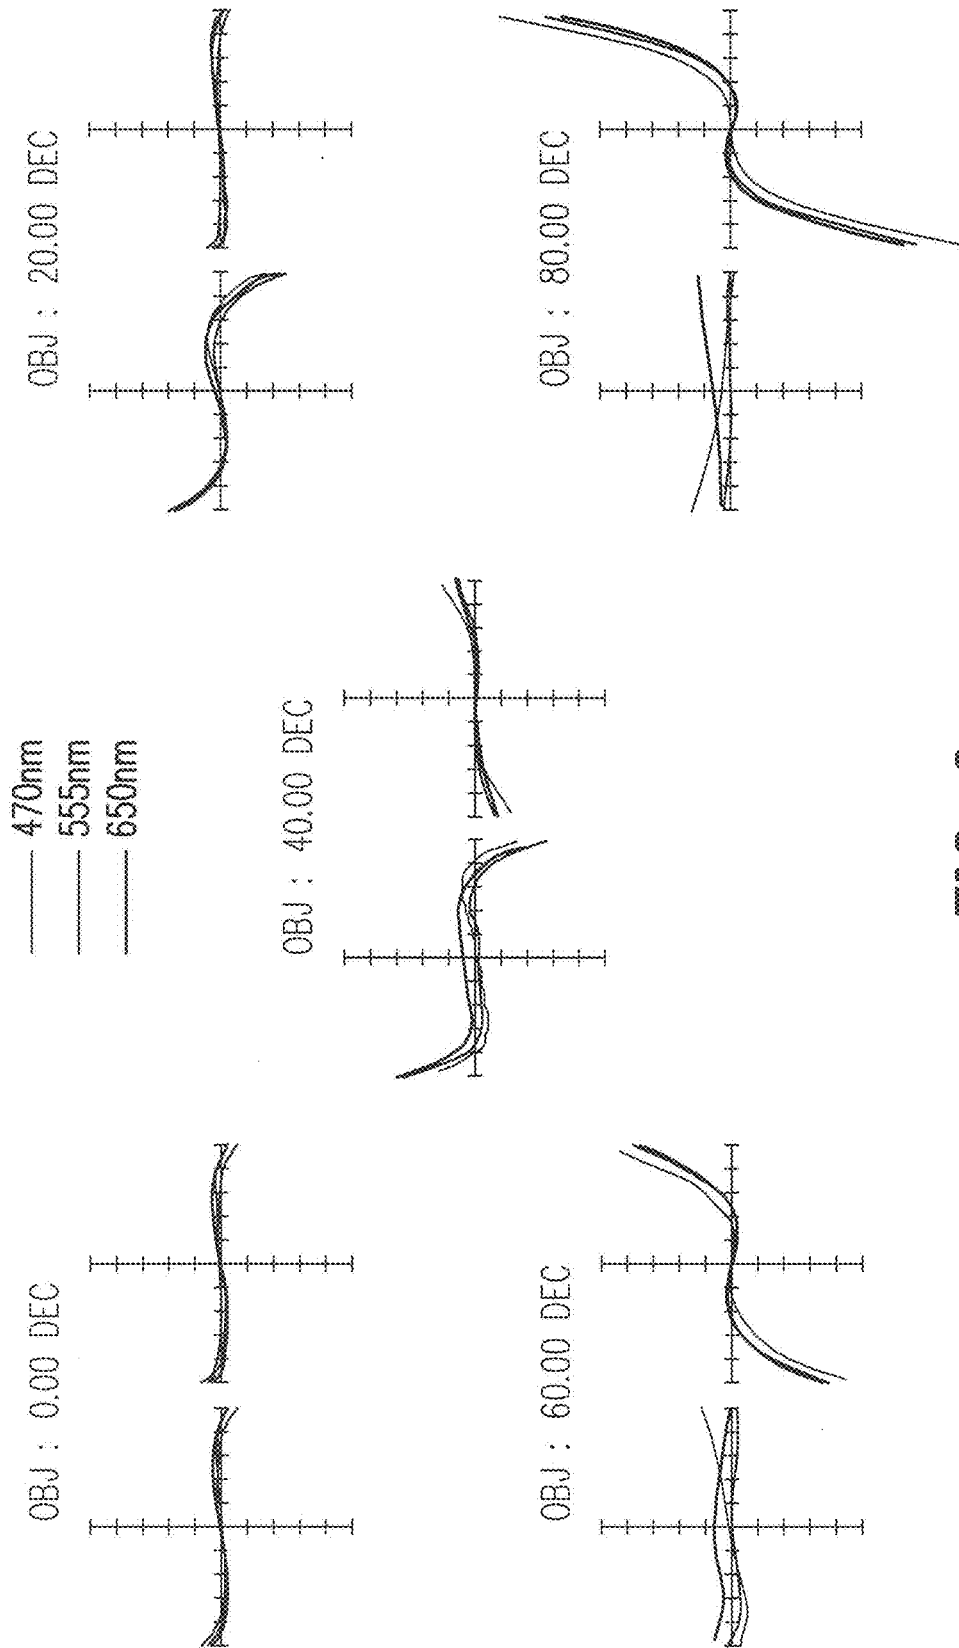 470nm
555nm
650nm
OBJ : 0.00 DEC
OBJ : 20.00 DEC
OBJ : 40.00 DEC
OBJ : 60.00 DEC
OBJ : 80.00 DEC